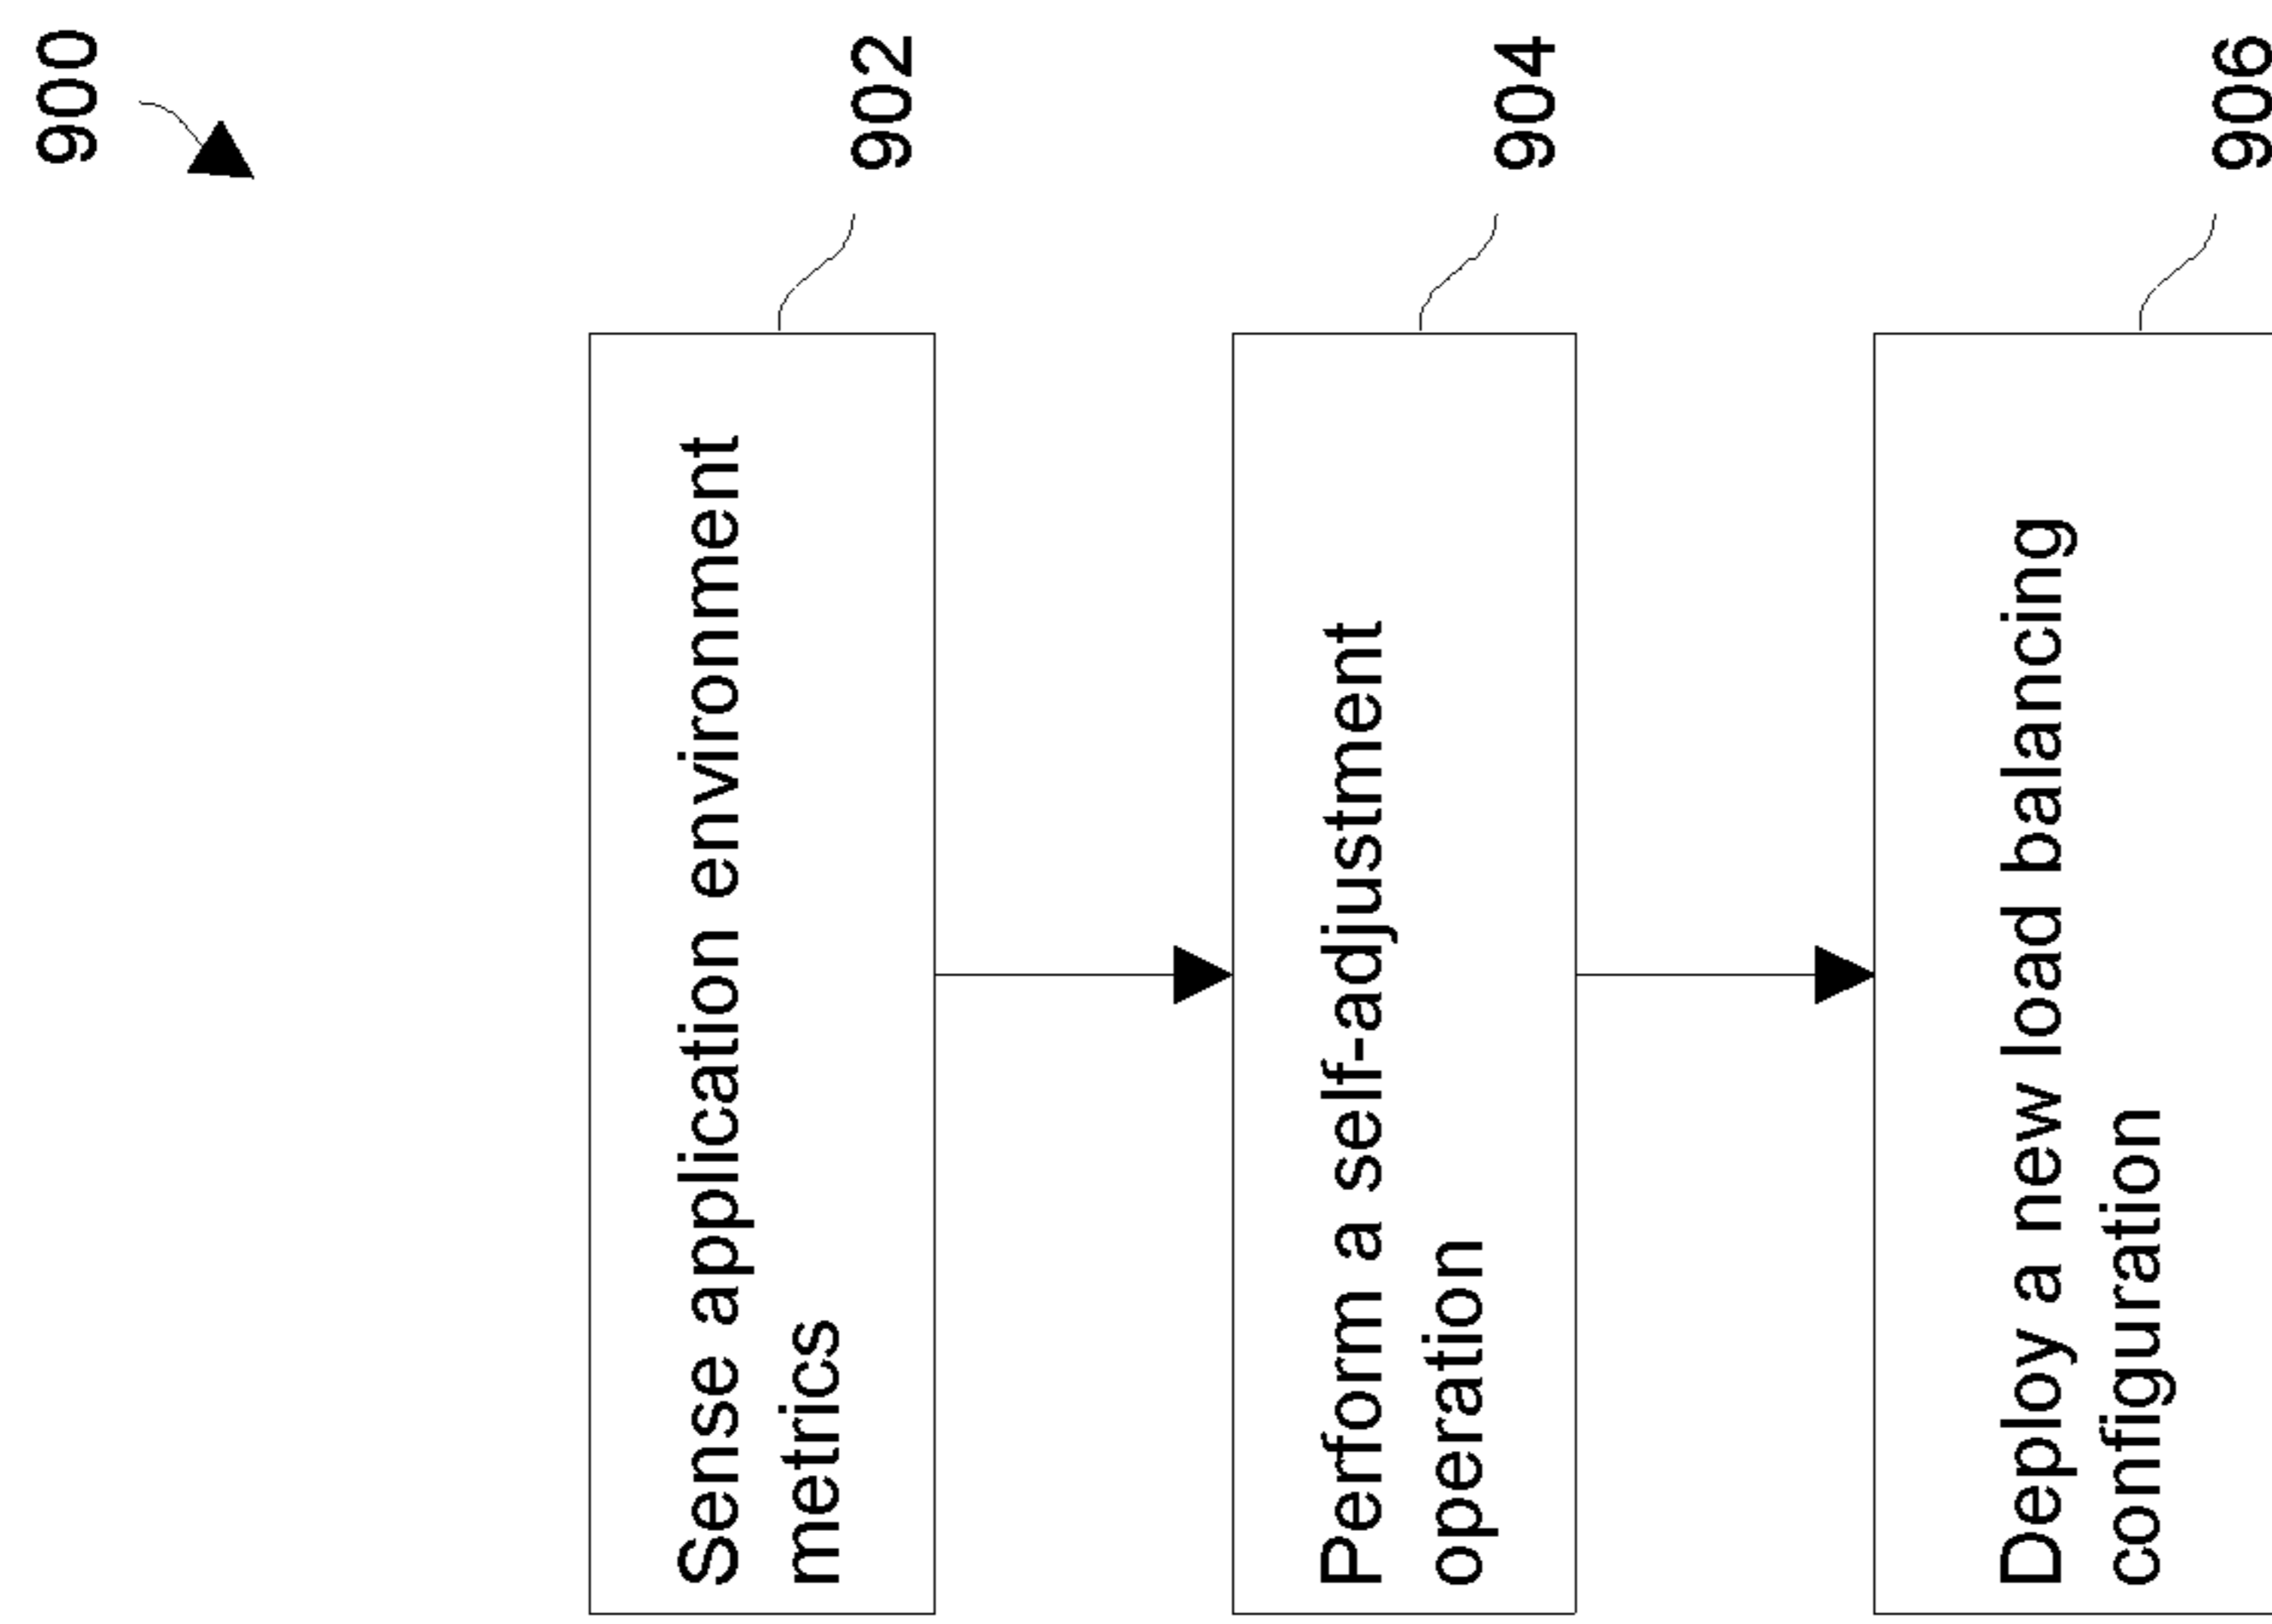 900
Sense application environment
metrics
902
Perform a self-adjustment
operation
904
Deploy a new load balancing
configuration
906